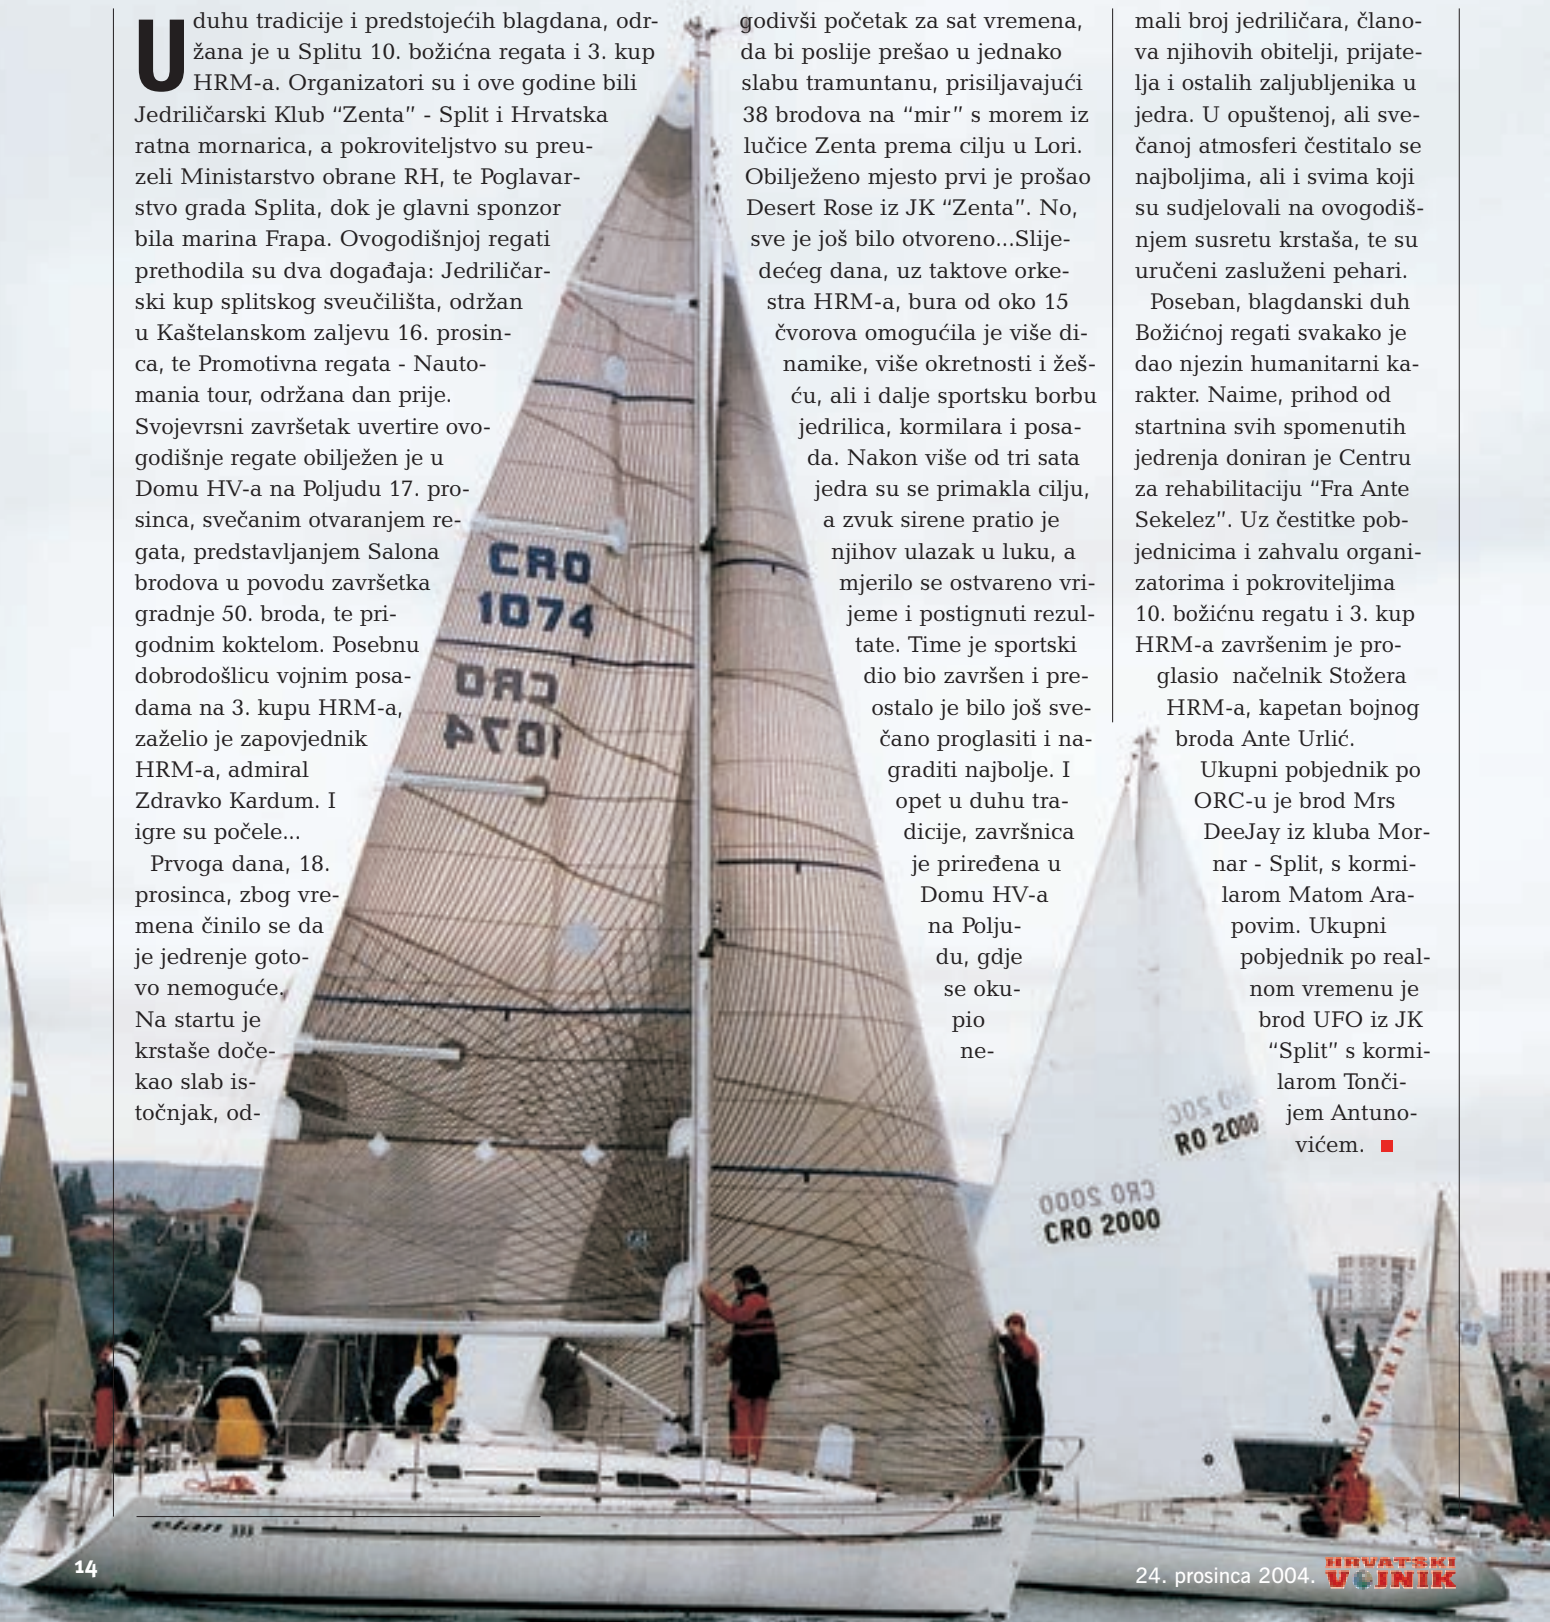 U duhu tradicije i predstojećih blagdana, odr-
žana je u Splitu 10. božićna regata i 3. kup
HRM-a. Organizatori su i ove godine bili
Jedriličarski Klub “Zenta” - Split i Hrvatska
ratna mornarica, a pokroviteljstvo su preu-
zeli Ministarstvo obrane RH, te Poglavar-
stvo grada Splita, dok je glavni sponzor
bila marina Frapa. Ovogodišnjoj regati
prethodila su dva događaja: Jedriličar-
ski kup splitskog sveučilišta, održan
u Kaštelanskom zaljevu 16. prosin-
ca, te Promotivna regata - Nauto-
mania tour, održana dan prije.
Svojevrsni završetak uvertire ovo-
godišnje regate obilježen je u
Domu HV-a na Poljudu 17. pro-
sinca, svečanim otvaranjem re-
gata, predstavljanjem Salona
brodova u povodu završetka
gradnje 50. broda, te pri-
godnim koktelom. Posebnu
dobrodošlicu vojnim posa-
dama na 3. kupu HRM-a,
zaželio je zapovjednik
HRM-a, admiral
Zdravko Kardum. I
igre su počele...
Prvoga dana, 18.
prosinca, zbog vre-
mena činilo se da
je jedrenje goto-
vo nemoguće.
Na startu je
krstaše doče-
kao slab is-
točnjak, od-
godivši početak za sat vremena,
da bi poslije prešao u jednako
slabu tramuntanu, prisiljavajući
38 brodova na “mir” s morem iz
lučice Zenta prema cilju u Lori.
Obilježeno mjesto prvi je prošao
Desert Rose iz JK “Zenta”. No,
sve je još bilo otvoreno...Slije-
dećeg dana, uz taktove orke-
stra HRM-a, bura od oko 15
čvorova omogućila je više di-
namike, više okretnosti i žeš-
ću, ali i dalje sportsku borbu
jedrilica, kormilara i posa-
da. Nakon više od tri sata
jedra su se primakla cilju,
a zvuk sirene pratio je
njihov ulazak u luku, a
mjerilo se ostvareno vri-
jeme i postignuti rezul-
tate. Time je sportski
dio bio završen i pre-
ostalo je bilo još sve-
čano proglasiti i na-
graditi najbolje. I
opet u duhu tra-
dicije, završnica
je priređena u
Domu HV-a
na Polju-
du, gdje
se oku-
pio
ne-
mali broj jedriličara, člano-
va njihovih obitelji, prijate-
lja i ostalih zaljubljenika u
jedra. U opuštenoj, ali sve-
čanoj atmosferi čestitalo se
najboljima, ali i svima koji
su sudjelovali na ovogodiš-
njem susretu krstaša, te su
uručeni zasluženi pehari.
Poseban, blagdanski duh
Božićnoj regati svakako je
dao njezin humanitarni ka-
rakter. Naime, prihod od
startnina svih spomenutih
jedrenja doniran je Centru
za rehabilitaciju “Fra Ante
Sekelez”. Uz čestitke pob-
jednicima i zahvalu organi-
zatorima i pokroviteljima
10. božićnu regatu i 3. kup
HRM-a završenim je pro-
glasio načelnik Stožera
HRM-a, kapetan bojnog
broda Ante Urlić.
Ukupni pobjednik po
ORC-u je brod Mrs
DeeJay iz kluba Mor-
nar - Split, s kormi-
larom Matom Ara-
povim. Ukupni
pobjednik po real-
nom vremenu je
brod UFO iz JK
“Split” s kormi-
larom Tonči-
jem Antuno-
vićem.
CRO
1074
CRO
1074
RO 2000
CRO 2000
CRO 2000
elan 333
14
24. prosinca 2004. HRVATSKI VOJNIK